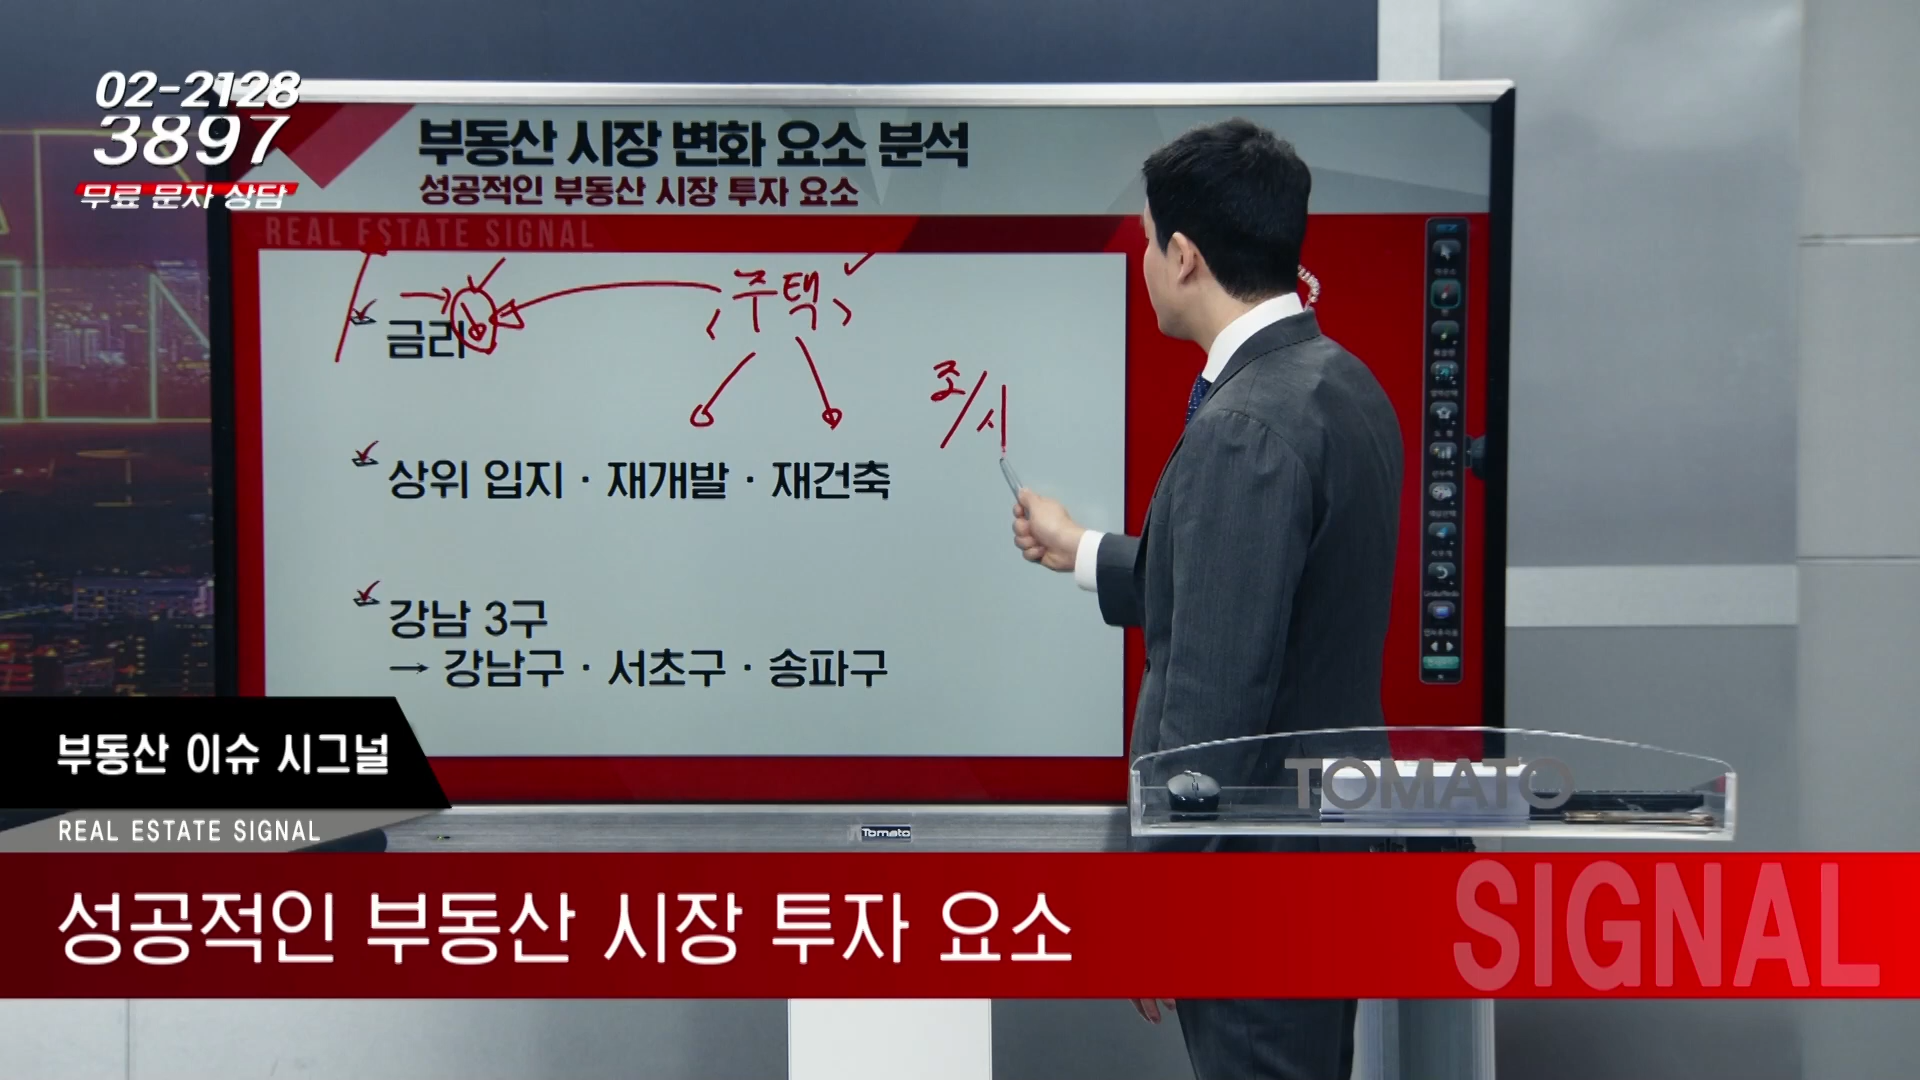 02-2128
3897
무료 문자 상담
부동산 시장 변화 요소 분석
성공적인 부동산 시장 투자 요소
REAL ESTATE SIGNAL
주택
금리
조/시
상위 입지 · 재개발 · 재건축
강남 3구
→ 강남구 · 서초구 · 송파구
부동산 이슈 시그널
REAL ESTATE SIGNAL
TOMATO
Tomato
성공적인 부동산 시장 투자 요소
SIGNAL